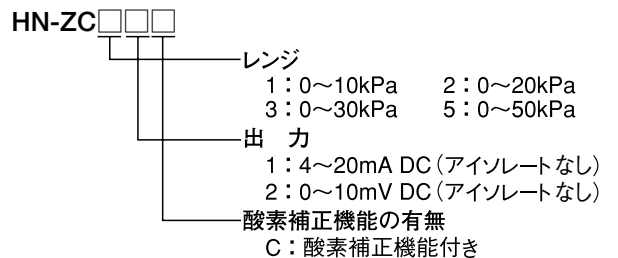 HN-ZC□□□
レンジ
1：0～10kPa　2：0～20kPa
3：0～30kPa　5：0～50kPa
出　力
1：4～20mA DC（アイソレートなし）
2：0～10mV DC（アイソレートなし）
酸素補正機能の有無
C：酸素補正機能付き